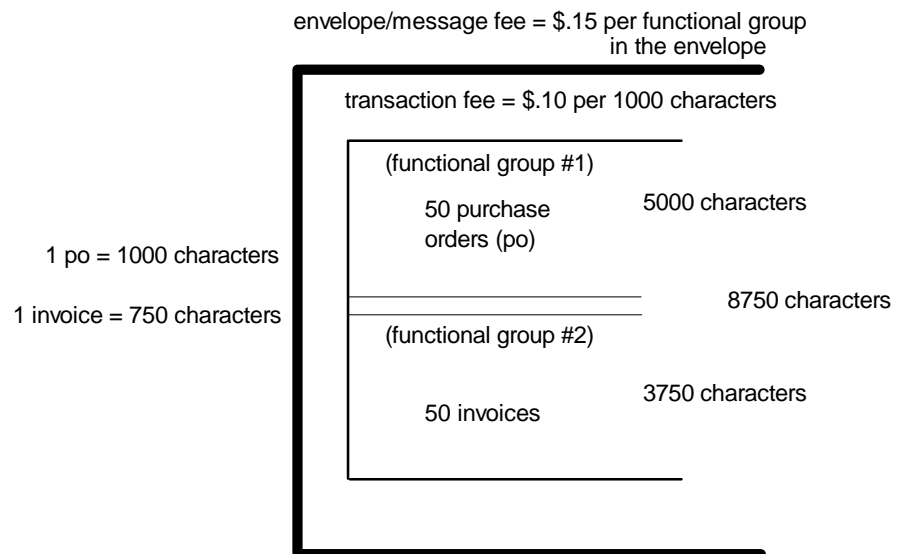 envelope/message fee = $.15 per functional group
in the envelope
transaction fee = $.10 per 1000 characters
(functional group #1)
50 purchase
orders (po)
5000 characters
1 po = 1000 characters
1 invoice = 750 characters
8750 characters
(functional group #2)
50 invoices
3750 characters